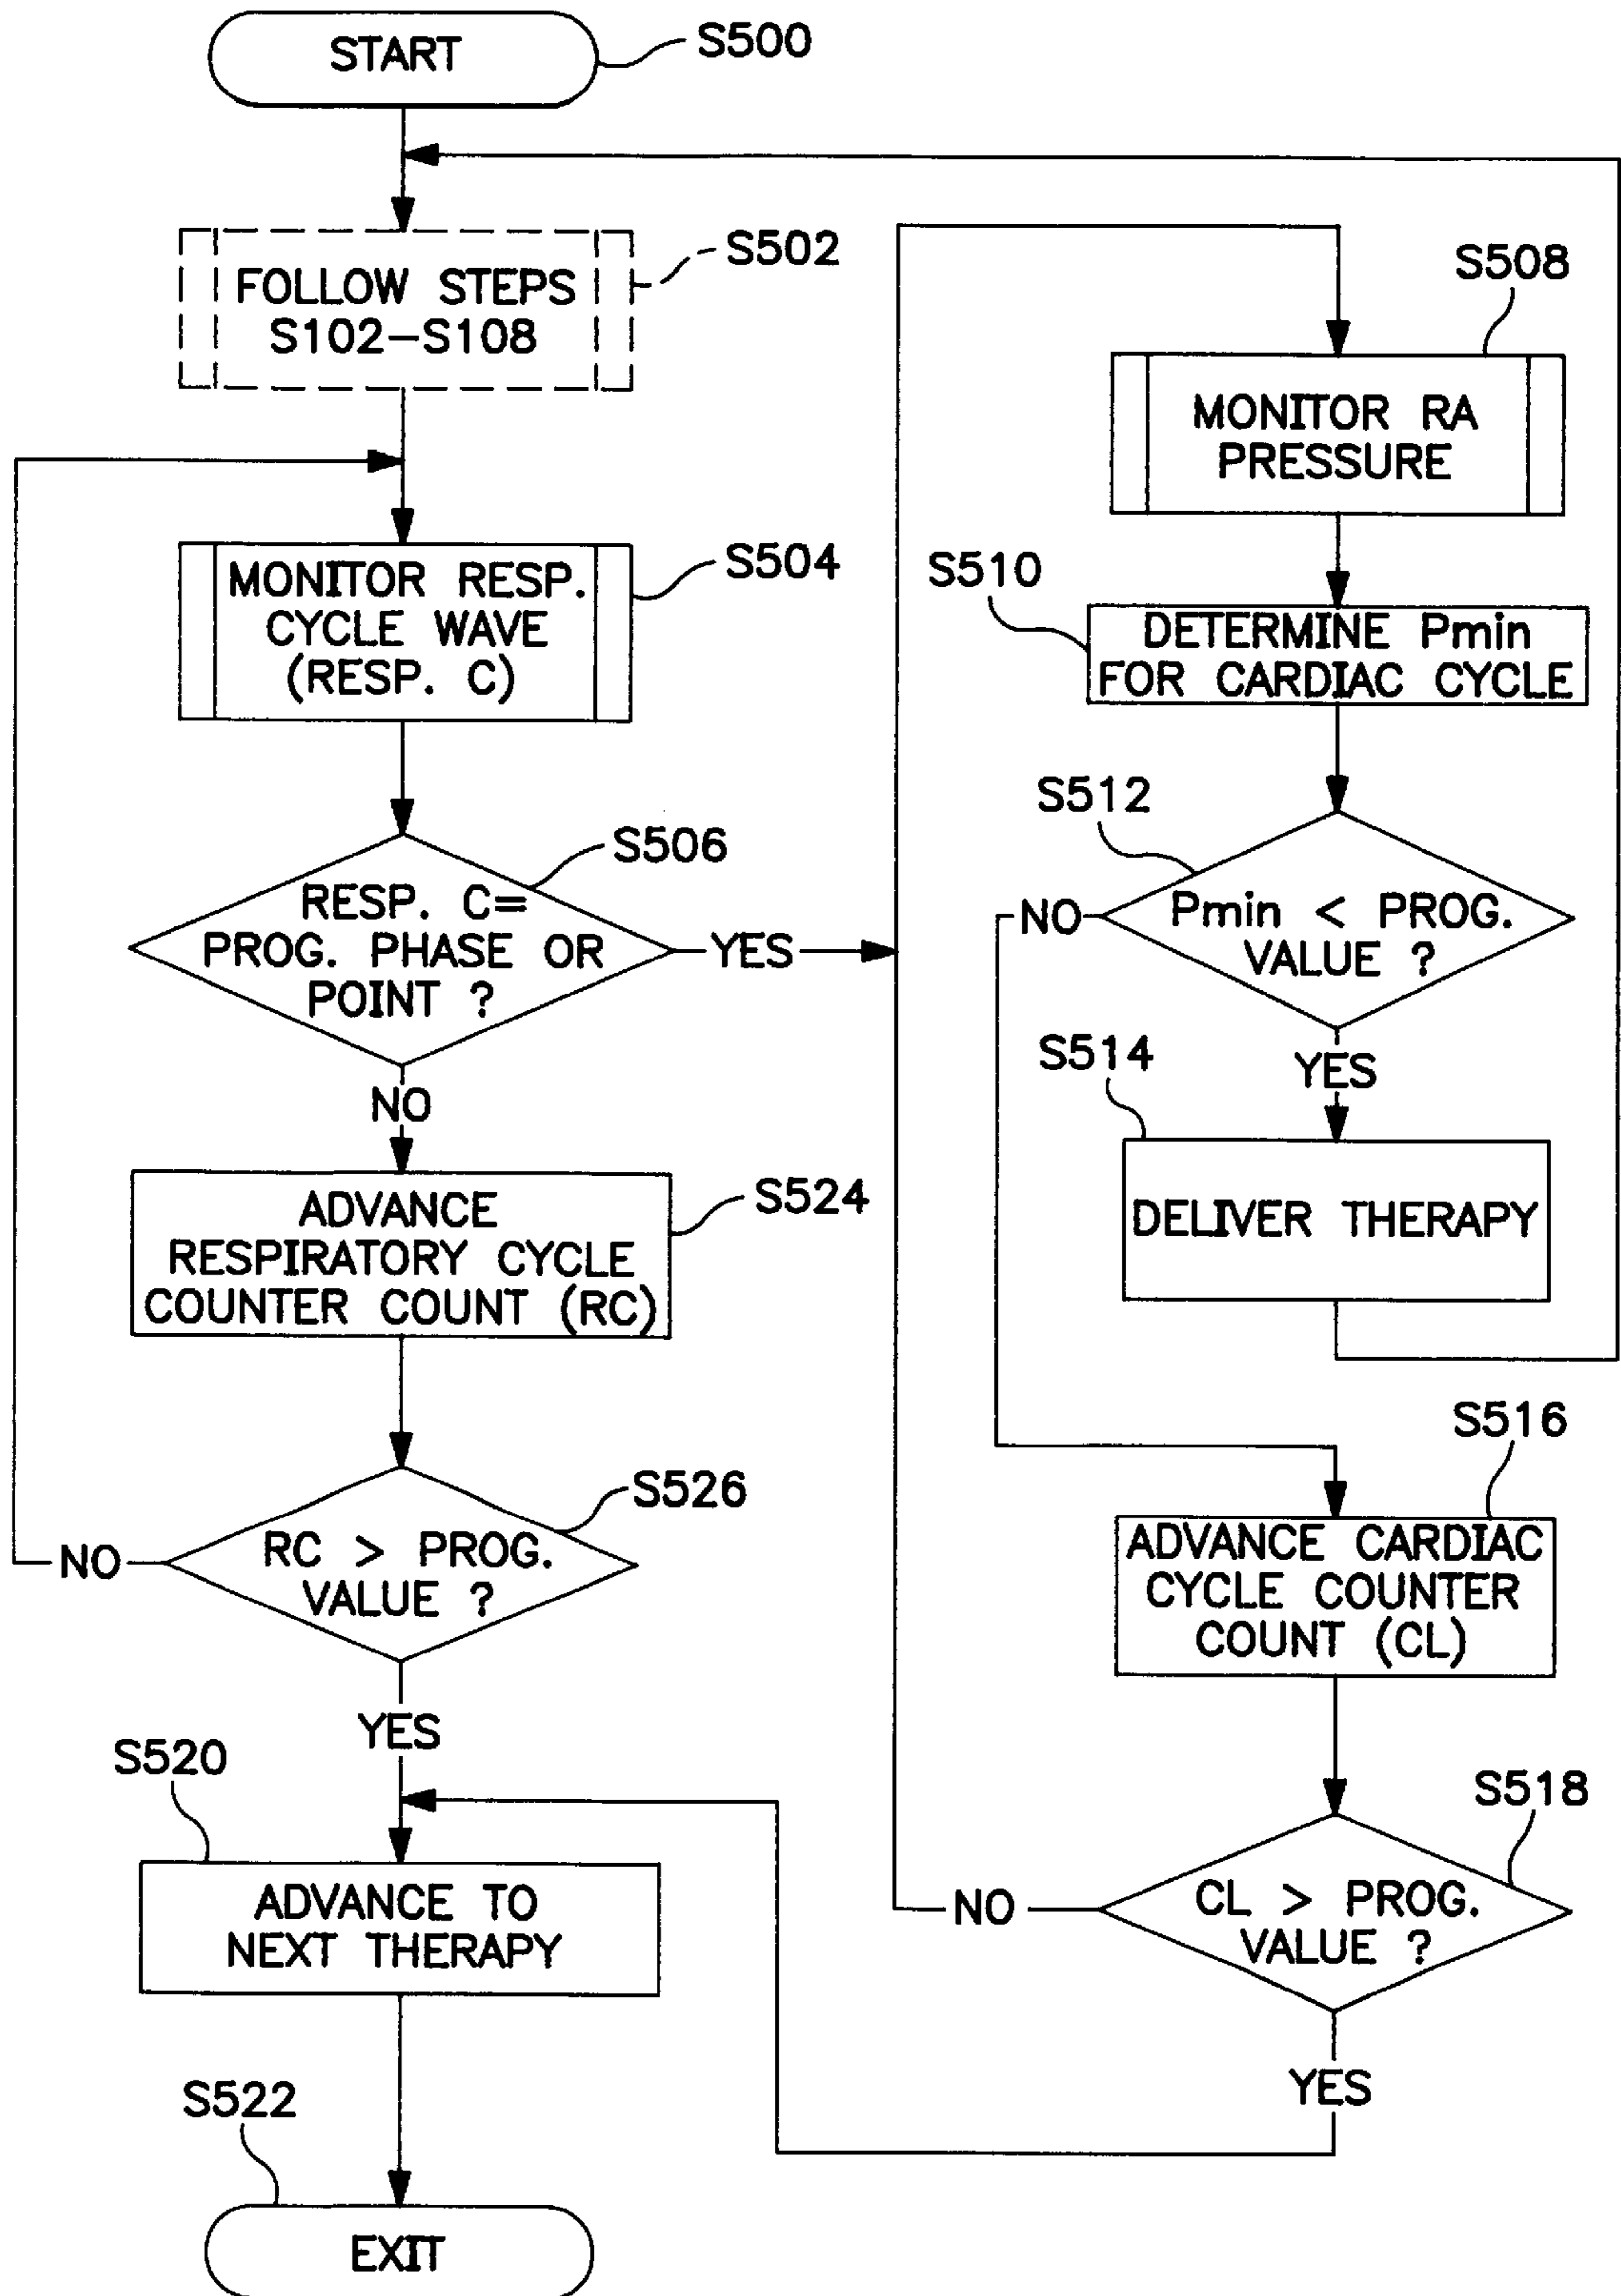 START
S500
FOLLOW STEPS
S102-S108
S502
MONITOR RESP.
CYCLE WAVE
(RESP. C)
S504
RESP. C=
PROG. PHASE OR
POINT ?
S506
YES
NO
ADVANCE
RESPIRATORY CYCLE
COUNTER COUNT (RC)
S524
RC > PROG.
VALUE ?
S526
NO
YES
S520
ADVANCE TO
NEXT THERAPY
S522
EXIT
S508
MONITOR RA
PRESSURE
S510
DETERMINE Pmin
FOR CARDIAC CYCLE
S512
Pmin < PROG.
VALUE ?
NO
YES
S514
DELIVER THERAPY
S516
ADVANCE CARDIAC
CYCLE COUNTER
COUNT (CL)
S518
CL > PROG.
VALUE ?
NO
YES